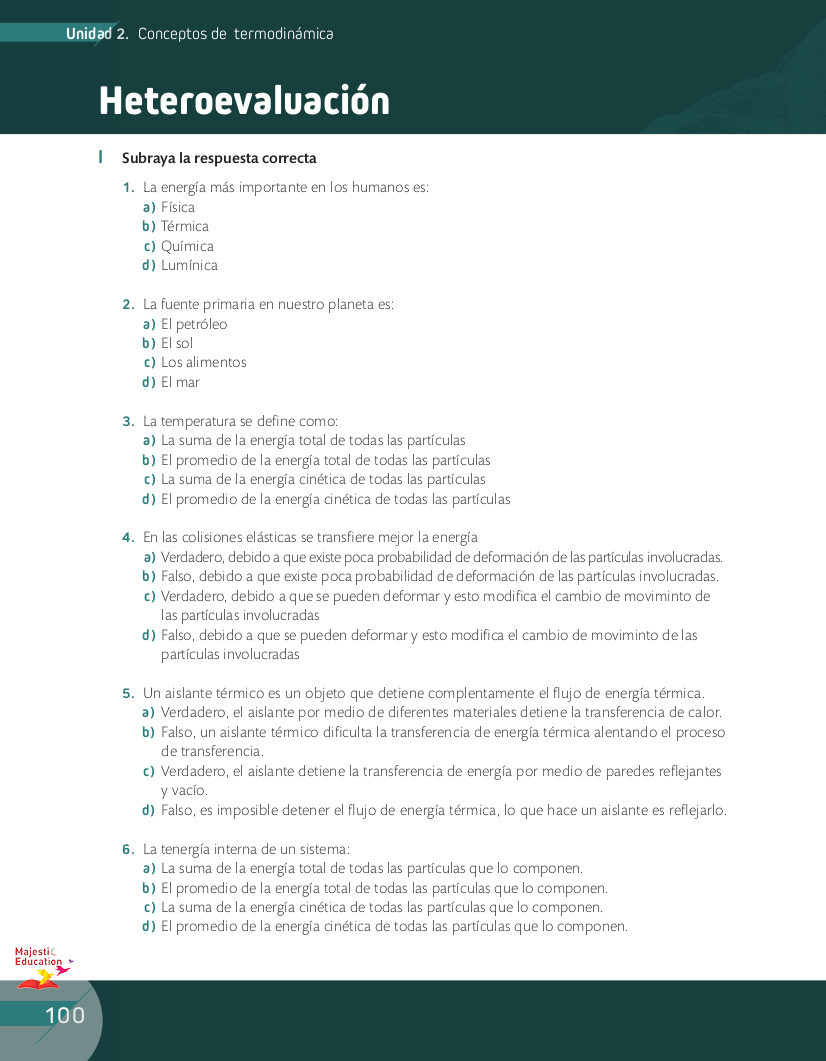 Unidad 2. Conceptos de termodinámica
Heteroevaluación
I Subraya la respuesta correcta
1. La energía más importante en los humanos es:
a) Física
b) Térmica
c) Química
d) Lumínica
2. La fuente primaria en nuestro planeta es:
a) El petróleo
b) El sol
c) Los alimentos
d) El mar
3. La temperatura se define como:
a) La suma de la energía total de todas las partículas
b) El promedio de la energía total de todas las partículas
c) La suma de la energía cinética de todas las partículas
d) El promedio de la energía cinética de todas las partículas
4. En las colisiones elásticas se transfiere mejor la energía
a) Verdadero, debido a que existe poca probabilidad de deformación de las partículas involucradas.
b) Falso, debido a que existe poca probabilidad de deformación de las partículas involucradas.
c) Verdadero, debido a que se pueden deformar y esto modifica el cambio de moviminto de
las partículas involucradas
d) Falso, debido a que se pueden deformar y esto modifica el cambio de moviminto de las
partículas involucradas
5. Un aislante térmico es un objeto que detiene complentamente el flujo de energía térmica.
a) Verdadero, el aislante por medio de diferentes materiales detiene la transferencia de calor.
b) Falso, un aislante térmico dificulta la transferencia de energía térmica alentando el proceso
de transferencia.
c) Verdadero, el aislante detiene la transferencia de energía por medio de paredes reflejantes
y vacío.
d) Falso, es imposible detener el flujo de energía térmica, lo que hace un aislante es reflejarlo.
6. La tenergía interna de un sistema:
a) La suma de la energía total de todas las partículas que lo componen.
b) El promedio de la energía total de todas las partículas que lo componen.
c) La suma de la energía cinética de todas las partículas que lo componen.
d) El promedio de la energía cinética de todas las partículas que lo componen.
Majestic
Education
100